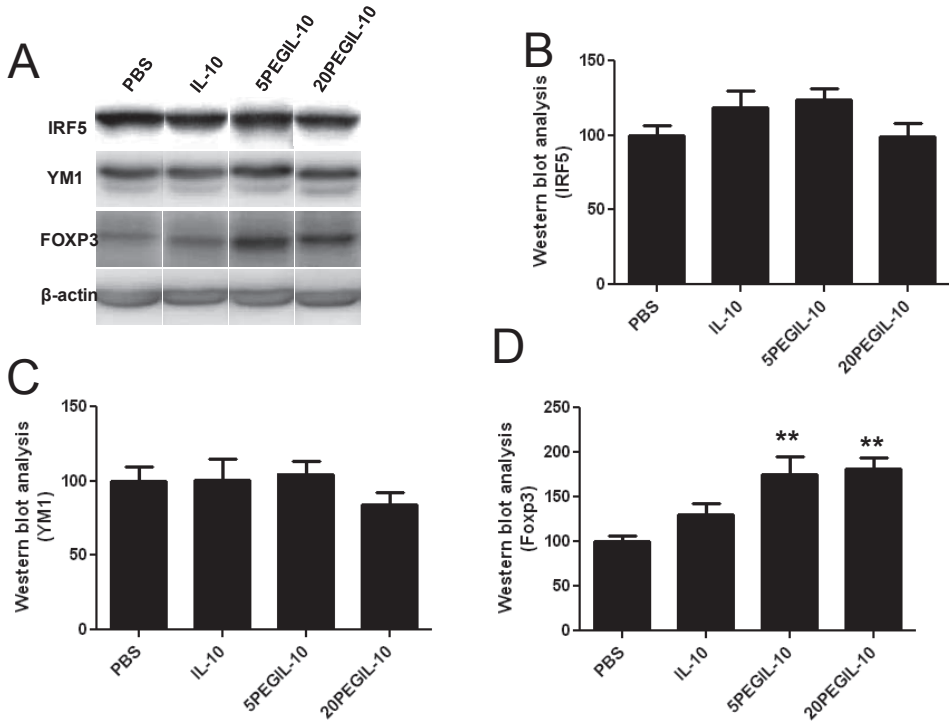 A
PBS
IL-10
5PEGIL-10
20PEGIL-10
IRF5
YM1
FOXP3
β-actin
B
Western blot analysis
(IRF5)
150
100
50
0
PBS
IL-10
5PEGIL-10
20PEGIL-10
C
Western blot analysis
(YM1)
150
100
50
0
PBS
IL-10
5PEGIL-10
20PEGIL-10
D
Western blot analysis
(Foxp3)
250
200
150
100
50
0
**
**
PBS
IL-10
5PEGIL-10
20PEGIL-10